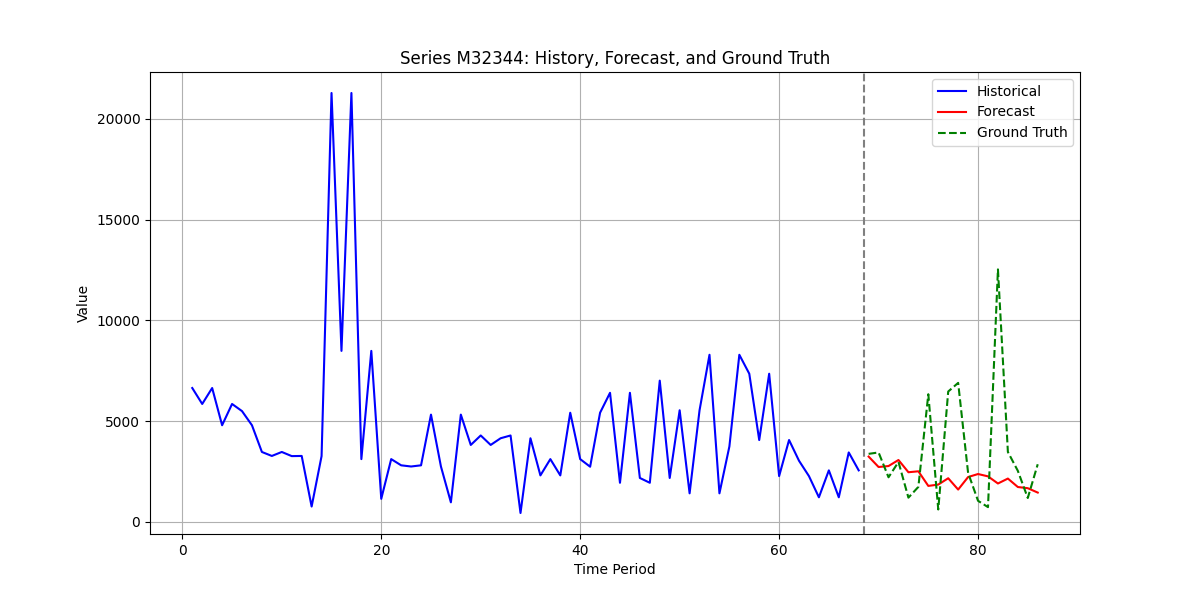 Series M32344: History, Forecast, and Ground Truth
Value
20000
15000
10000
5000
0
Historical
Forecast
Ground Truth
0
20
40
60
80
Time Period